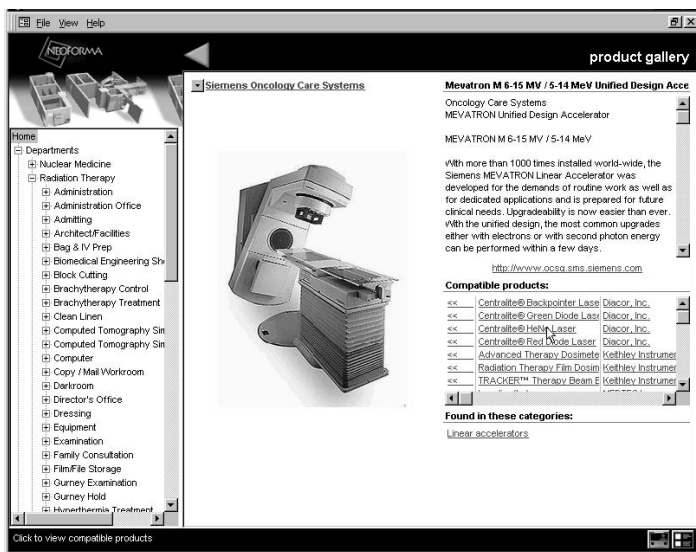 File View Help
NEOFORMA
product gallery
Home
Departments
Nuclear Medicine
Radiation Therapy
Administration
Administration Office
Admitting
Architect/Facilities
Bag & IV Prep
Biomedical Engineering Sh
Block Cutting
Brachytherapy Control
Brachytherapy Treatment
Clean Linen
Computed Tomography Sim
Computed Tomography Sim
Computer
Copy / Mail Workroom
Darkroom
Director's Office
Dressing
Equipment
Examination
Family Consultation
Film/File Storage
Gurney Examination
Gurney Hold
Hyperthermia Treatment
Siemens Oncology Care Systems
Mevatron M 6-15 MV / 5-14 MeV Unified Design Acce
Oncology Care Systems
MEVATRON Unified Design Accelerator
MEVATRON M 6-15 MV / 5-14 MeV
With more than 1000 times installed world-wide, the
Siemens MEVATRON Linear Accelerator was
developed for the demands of routine work as well as
for dedicated applications and is prepared for future
clinical needs. Upgradeability is now easier than ever.
With the unified design, the most common upgrades
either with electrons or with second photon energy
can be performed within a few days.
http://www.ocsg.sms.siemens.com
Compatible products:
<< Centralite® Backpointer Lase Diacor, Inc.
<< Centralite® Green Diode Lase Diacor, Inc.
<< Centralite® HeNe Laser Diacor, Inc.
<< Centralite® Red Diode Laser Diacor, Inc.
<< Advanced Therapy Dosimete Keithley Instrumer
<< Radiation Therapy Film Dosim Keithley Instrumer
<< TRACKER™ Therapy Beam E Keithley Instrumer
Found in these categories:
Linear accelerators
Click to view compatible products